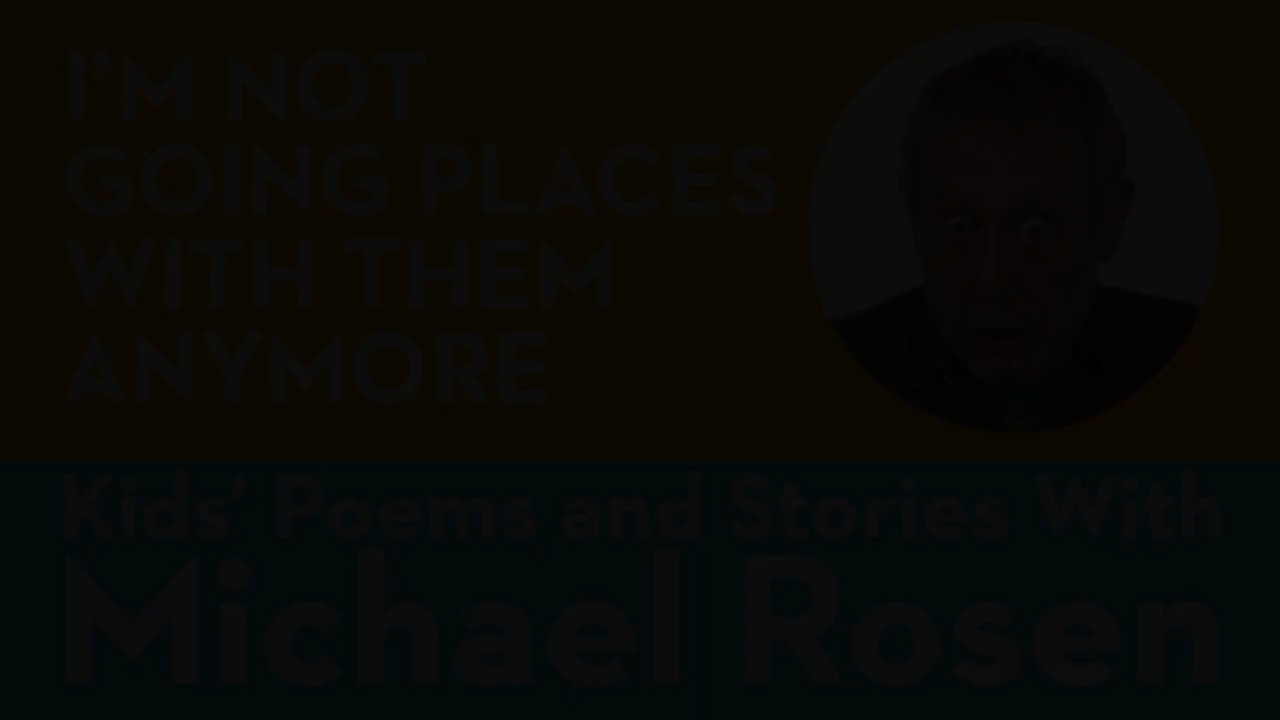 I'M NOT
GOING PLACES
WITH THEM
ANYMORE
Kids' Poems and Stories With
Michael Rosen